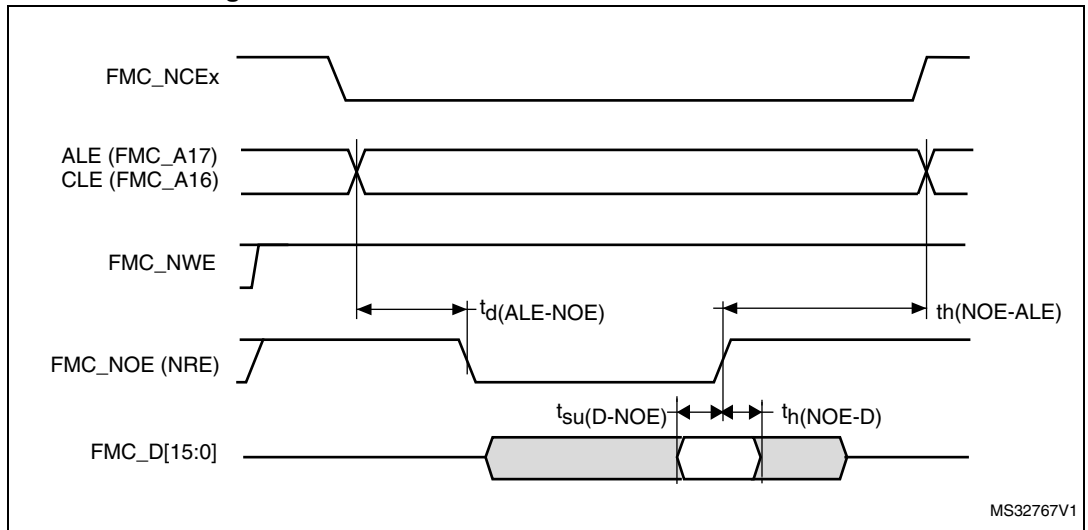 FMC_NCEx
ALE (FMC_A17)
CLE (FMC_A16)
FMC_NWE
td(ALE-NOE)
th(NOE-ALE)
FMC_NOE (NRE)
tsu(D-NOE)
th(NOE-D)
FMC_D[15:0]
MS32767V1